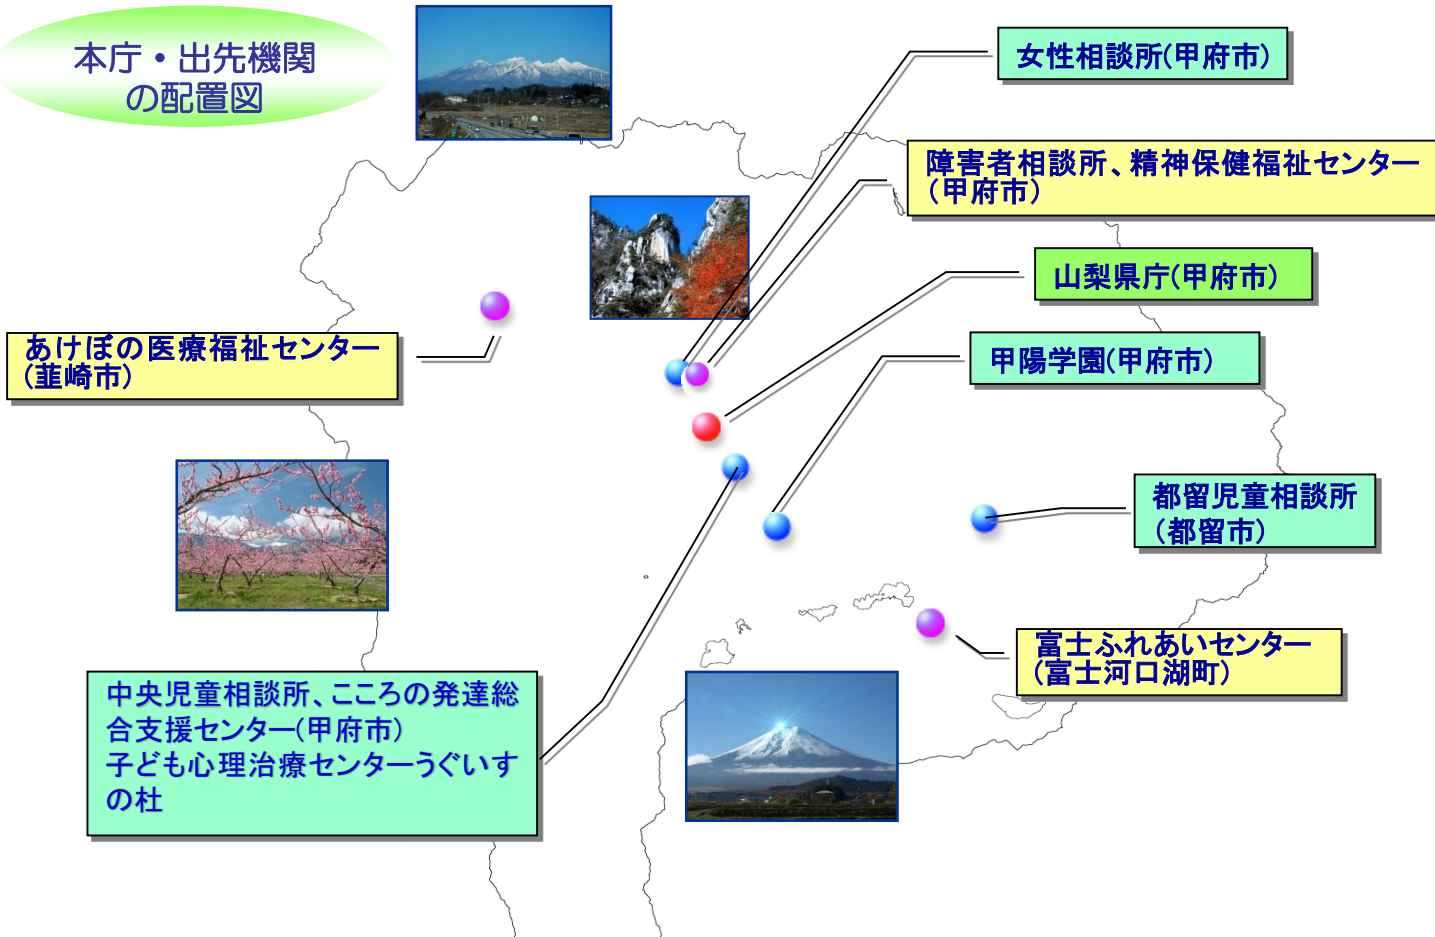 本庁・出先機関
の配置図
女性相談所(甲府市)
障害者相談所、精神保健福祉センター
(甲府市)
山梨県庁(甲府市)
あけぼの医療福祉センター
(韮崎市)
甲陽学園(甲府市)
都留児童相談所
(都留市)
富士ふれあいセンター
(富士河口湖町)
中央児童相談所、こころの発達総
合支援センター(甲府市)
子ども心理治療センターうぐいす
の杜